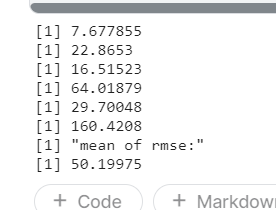 [1] 7.677855
[1] 22.8653
[1] 16.51523
[1] 64.01879
[1] 29.70048
[1] 160.4208
[1] "mean of rmse:"
[1] 50.19975
+ Code
+ Markdown